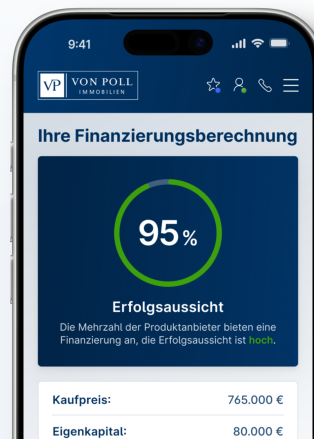 9:41
VP VON POLL
IMMOBILIEN
Ihre Finanzierungsberechnung
95%
Erfolgsaussicht
Die Mehrzahl der Produktanbieter bieten eine
Finanzierung an, die Erfolgsaussicht ist hoch.
Kaufpreis: 765.000 €
Eigenkapital: 80.000 €